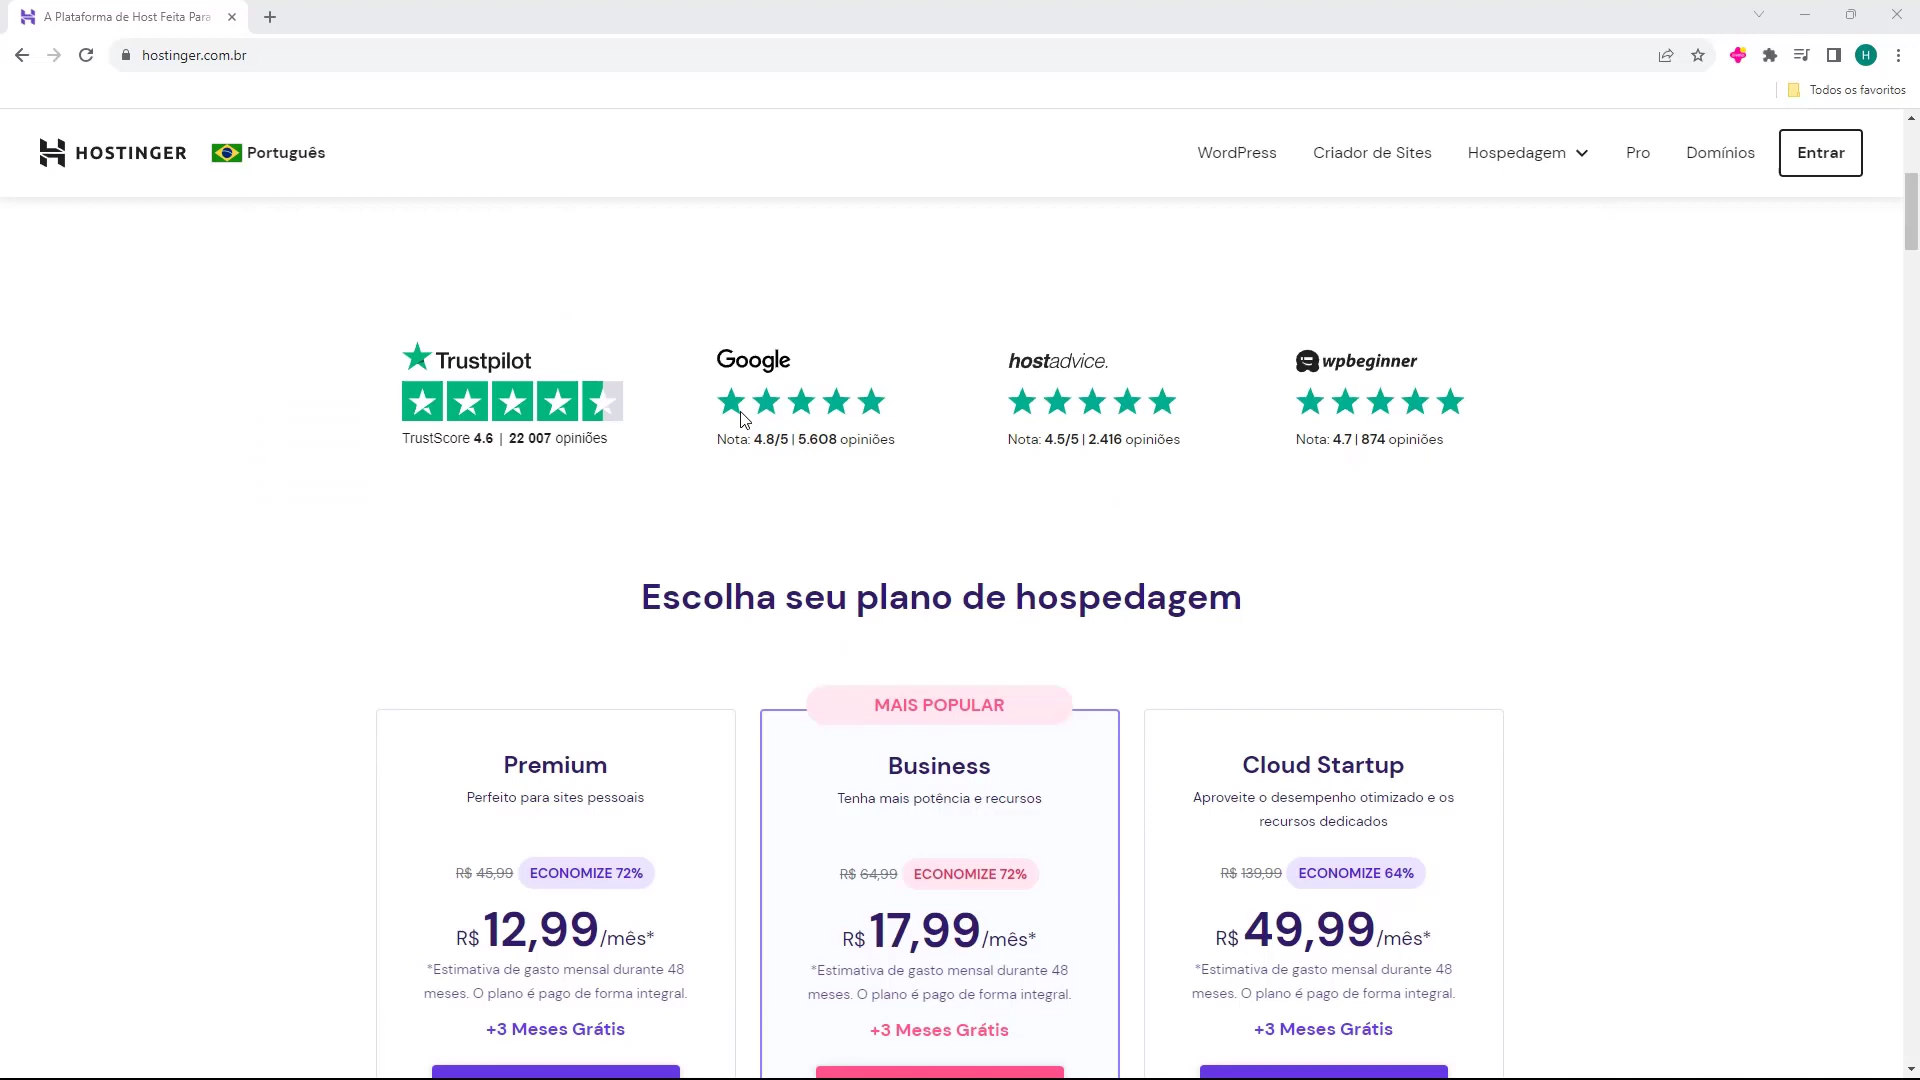 A Plataforma de Host Feita Para
hostinger.com.br
H
Todos os favoritos
HOSTINGER
Português
WordPress
Criador de Sites
Hospedagem
Pro
Domínios
Entrar
Trustpilot
TrustScore 4.6 | 22 007 opiniões
Google
Nota: 4.8/5 | 5.608 opiniões
hostadvice.
Nota: 4.5/5 | 2.416 opiniões
wpbeginner
Nota: 4.7 | 874 opiniões
Escolha seu plano de hospedagem
Premium
Perfeito para sites pessoais
R$ 45,99 ECONOMIZE 72%
R$ 12,99/mês*
*Estimativa de gasto mensal durante 48
meses. O plano é pago de forma integral.
+3 Meses Grátis
MAIS POPULAR
Business
Tenha mais potência e recursos
R$ 64,99 ECONOMIZE 72%
R$ 17,99/mês*
*Estimativa de gasto mensal durante 48
meses. O plano é pago de forma integral.
+3 Meses Grátis
Cloud Startup
Aproveite o desempenho otimizado e os
recursos dedicados
R$ 139,99 ECONOMIZE 64%
R$ 49,99/mês*
*Estimativa de gasto mensal durante 48
meses. O plano é pago de forma integral.
+3 Meses Grátis